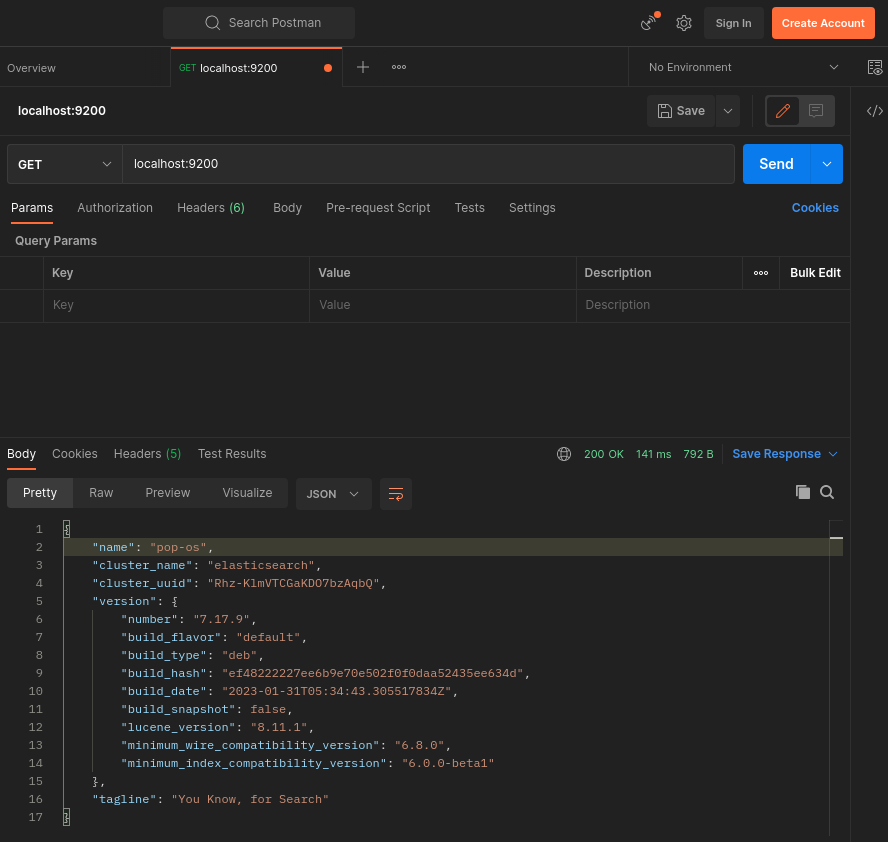 Search Postman
Sign In
Create Account
Overview
GET localhost:9200
No Environment
localhost:9200
Save
GET
localhost:9200
Send
Params Authorization Headers (6) Body Pre-request Script Tests Settings Cookies
Query Params
Key Value Description Bulk Edit
Key Value Description
Body Cookies Headers (5) Test Results 200 OK 141 ms 792 B Save Response
Pretty Raw Preview Visualize JSON
1 {
2 "name": "pop-os",
3 "cluster_name": "elasticsearch",
4 "cluster_uuid": "Rhz-KlmVTCGaKDO7bzAqbQ",
5 "version": {
6 "number": "7.17.9",
7 "build_flavor": "default",
8 "build_type": "deb",
9 "build_hash": "ef48222227ee6b9e70e502f0f0daa52435ee634d",
10 "build_date": "2023-01-31T05:34:43.305517834Z",
11 "build_snapshot": false,
12 "lucene_version": "8.11.1",
13 "minimum_wire_compatibility_version": "6.8.0",
14 "minimum_index_compatibility_version": "6.0.0-beta1"
15 },
16 "tagline": "You Know, for Search"
17 }